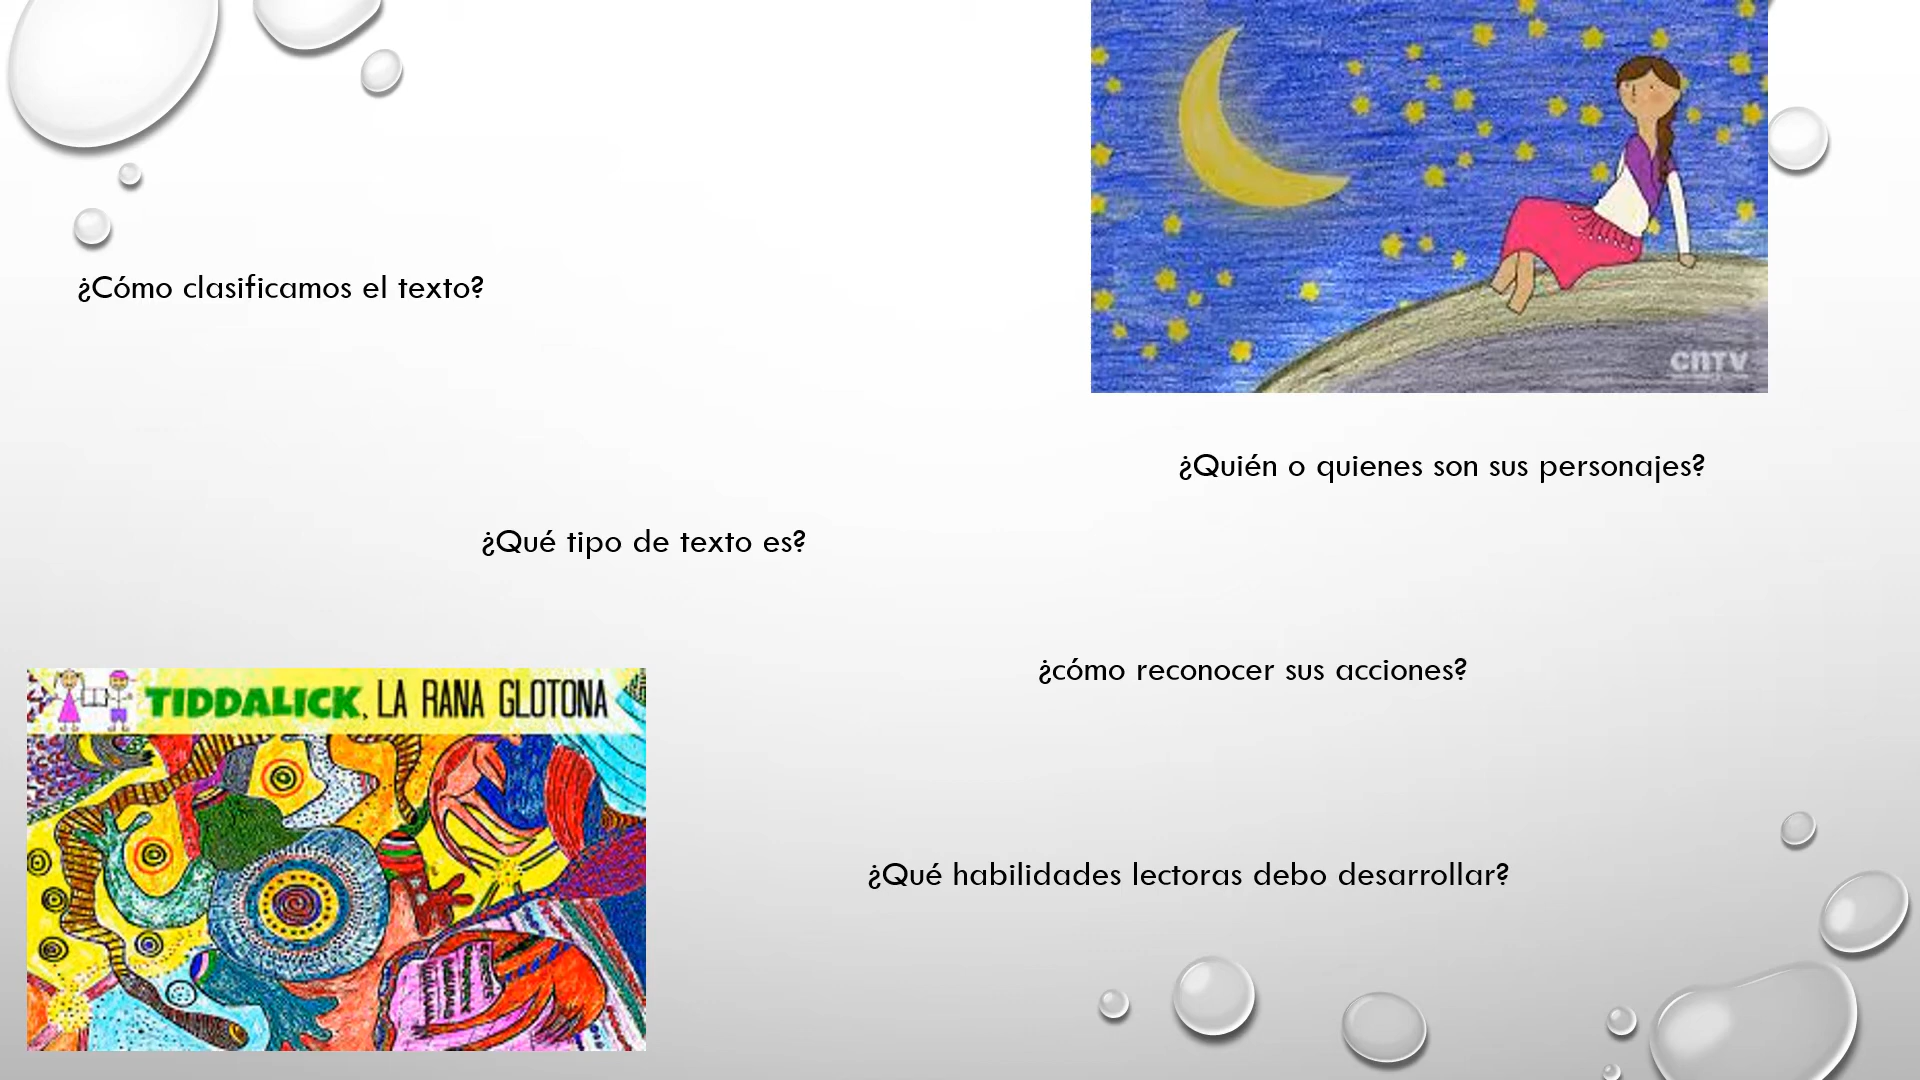 CNTV
¿Cómo clasificamos el texto?
¿Quién o quienes son sus personajes?
¿Qué tipo de texto es?
¿cómo reconocer sus acciones?
TIDDALICK, LA RANA GLOTONA
¿Qué habilidades lectoras debo desarrollar?